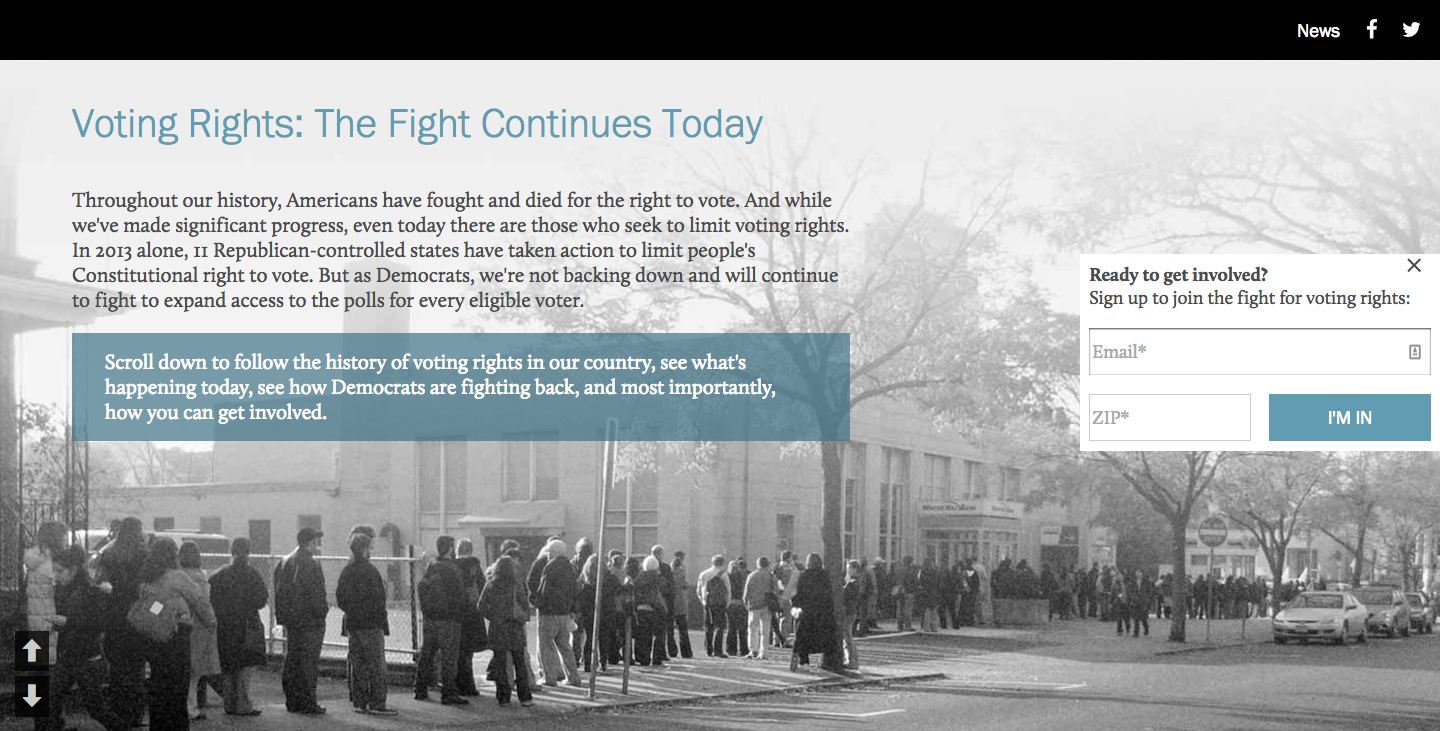 News
Voting Rights: The Fight Continues Today
Throughout our history, Americans have fought and died for the right to vote. And while
we've made significant progress, even today there are those who seek to limit voting rights.
In 2013 alone, 11 Republican-controlled states have taken action to limit people's
Constitutional right to vote. But as Democrats, we're not backing down and will continue
to fight to expand access to the polls for every eligible voter.
Scroll down to follow the history of voting rights in our country, see what's
happening today, see how Democrats are fighting back, and most importantly,
how you can get involved.
Ready to get involved?
Sign up to join the fight for voting rights:
Email*
ZIP*
I'M IN